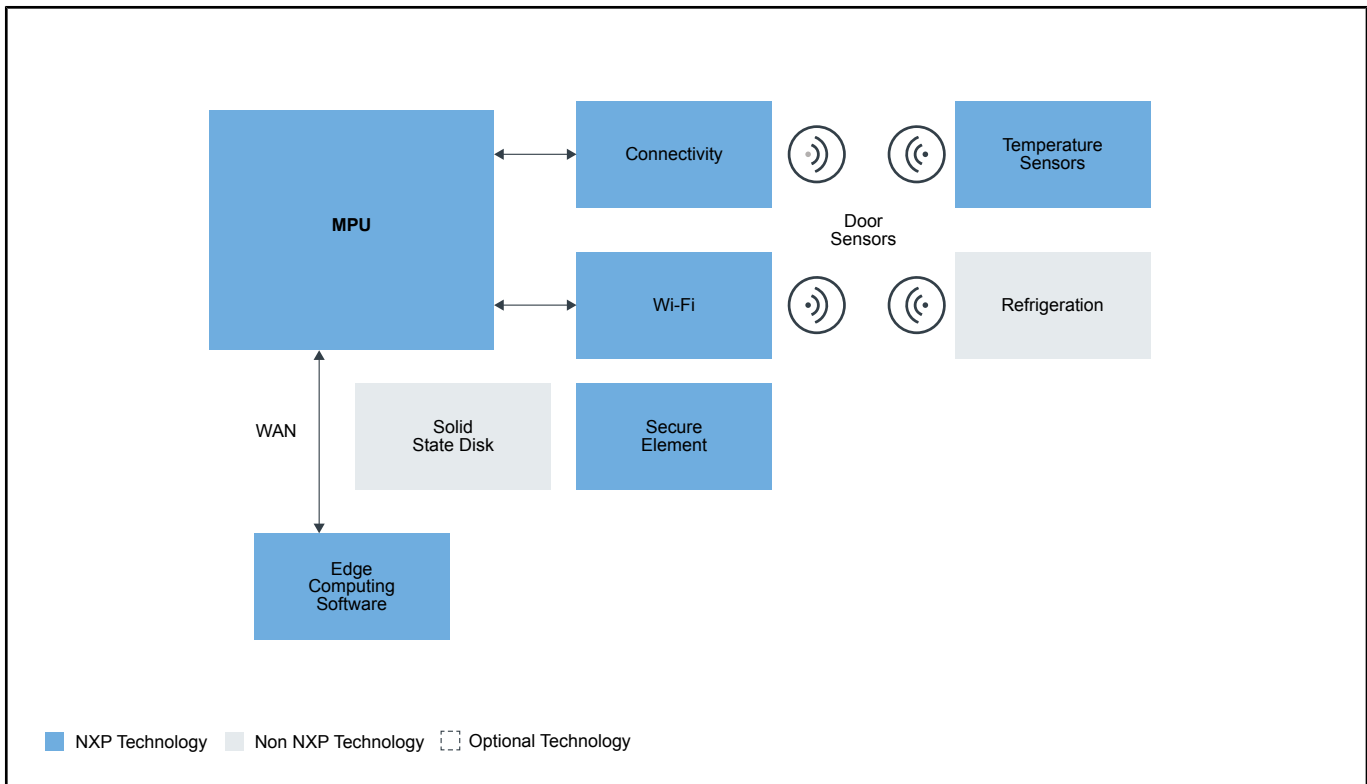 Connectivity
Temperature
Sensors
MPU
Door
Sensors
Wi-Fi
Refrigeration
WAN
Solid
State Disk
Secure
Element
Edge
Computing
Software
NXP Technology
Non NXP Technology
Optional Technology